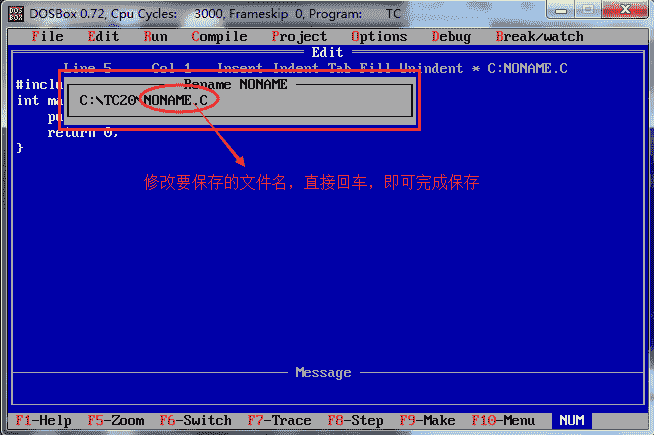 DOS BOX DOSBox 0.72, Cpu Cycles: 3000, Frameskip 0, Program: TC
File Edit Run Compile Project Options Debug Break/watch
Edit
Line 5 Col 1 Insert Indent Tab Fill Unindent * C:NONAME.C
#inclu
Rename NONAME
int ma
C:\TC20\NONAME.C
pu
return 0;
}
修改要保存的文件名，直接回车，即可完成保存
Message
F1-Help F5-Zoom F6-Switch F7-Trace F8-Step F9-Make F10-Menu NUM